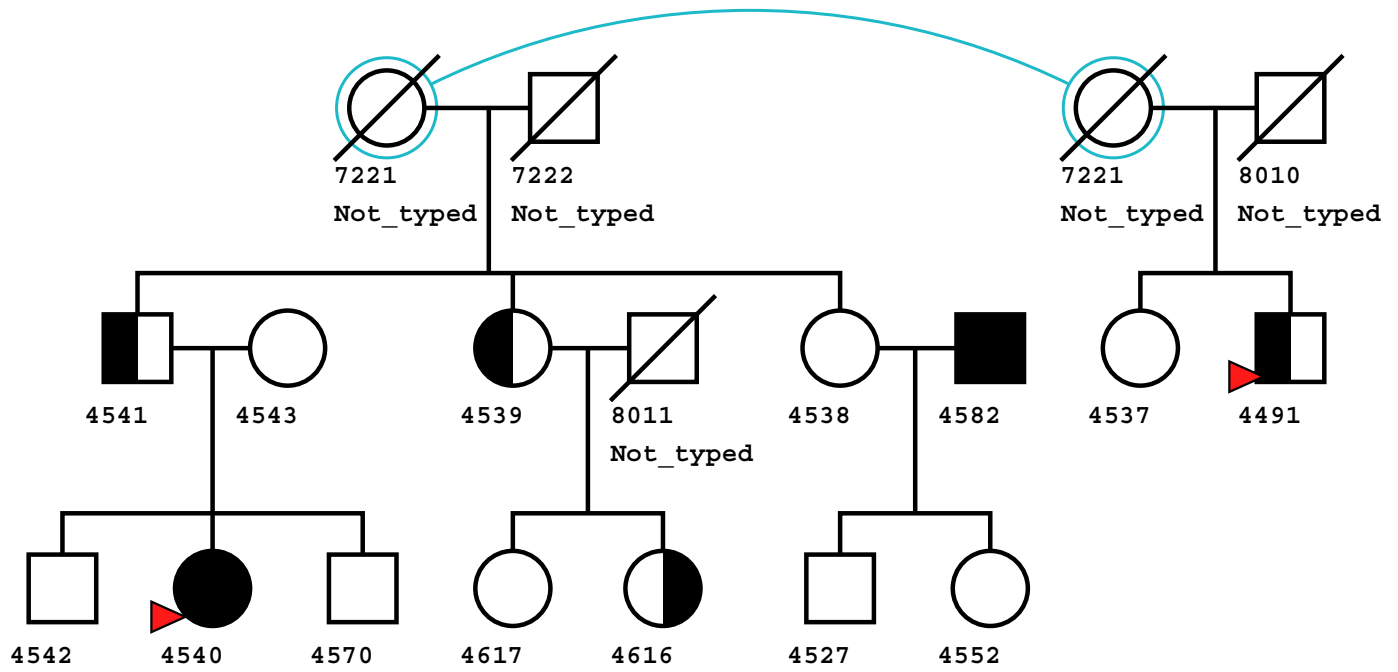 7221 7222 7221 8010
Not_typed Not_typed Not_typed Not_typed
4541 4543 4539 8011 4538 4582 4537 4491
Not_typed
4542 4540 4570 4617 4616 4527 4552